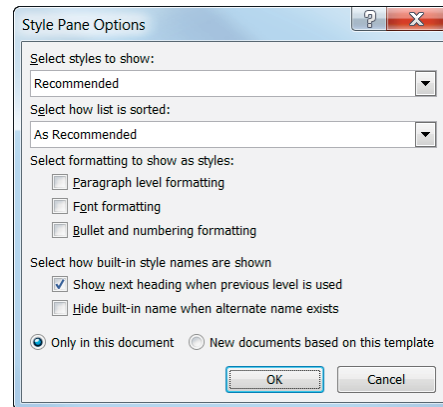 Style Pane Options
Select styles to show:
Recommended
Select how list is sorted:
As Recommended
Select formatting to show as styles:
Paragraph level formatting
Font formatting
Bullet and numbering formatting
Select how built-in style names are shown
Show next heading when previous level is used
Hide built-in name when alternate name exists
Only in this document New documents based on this template
OK Cancel